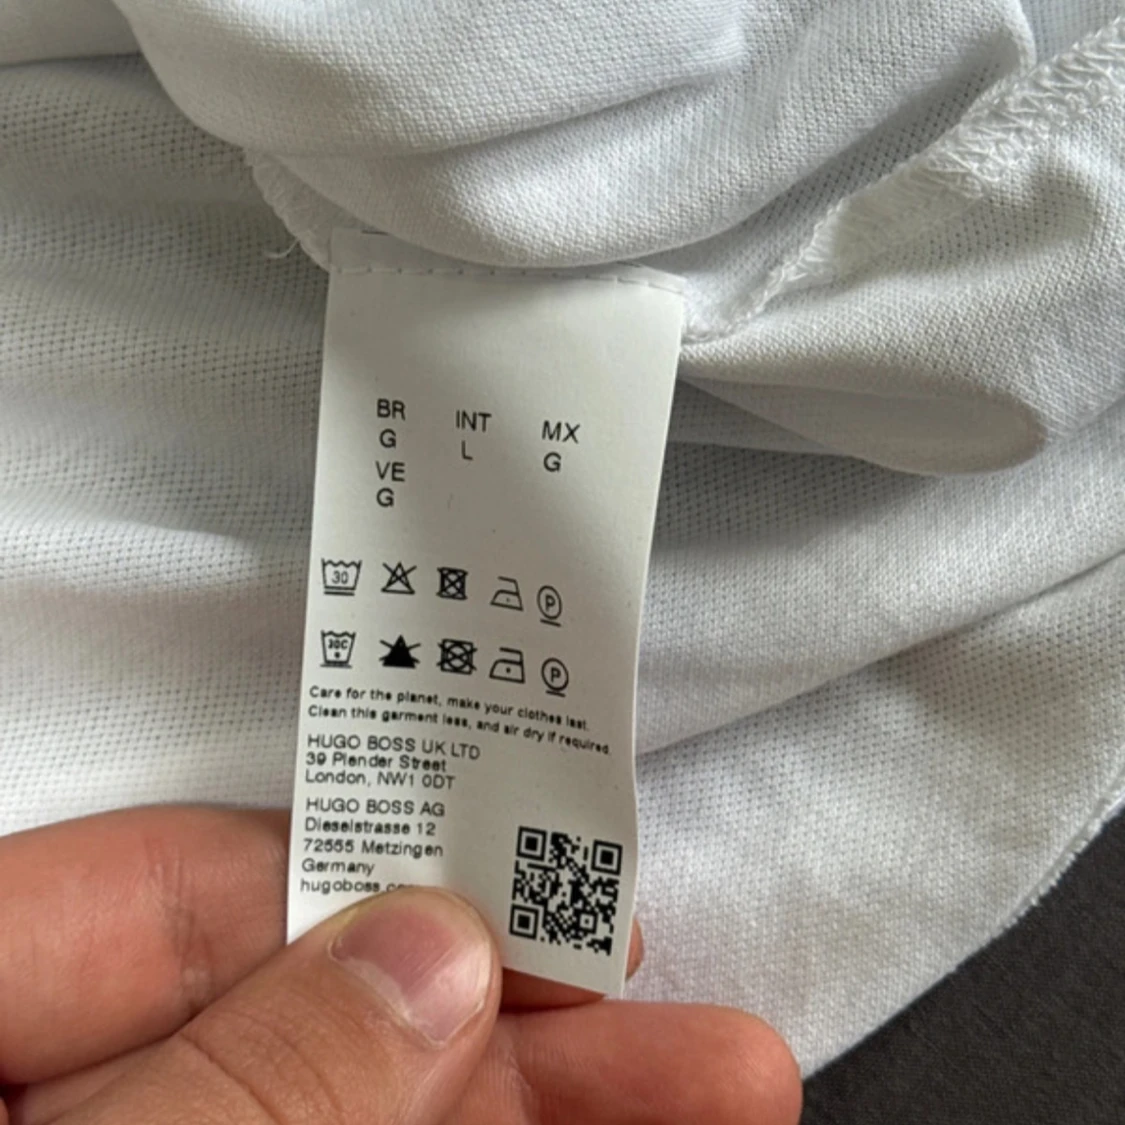 BR INT MX
G L G
VE
G
30 P
30C P
Care for the planet, make your clothes last.
Clean this garment less, and air dry if required.
HUGO BOSS UK LTD
39 Plender Street
London, NW1 0DT
HUGO BOSS AG
Dieselstrasse 12
72555 Metzingen
Germany